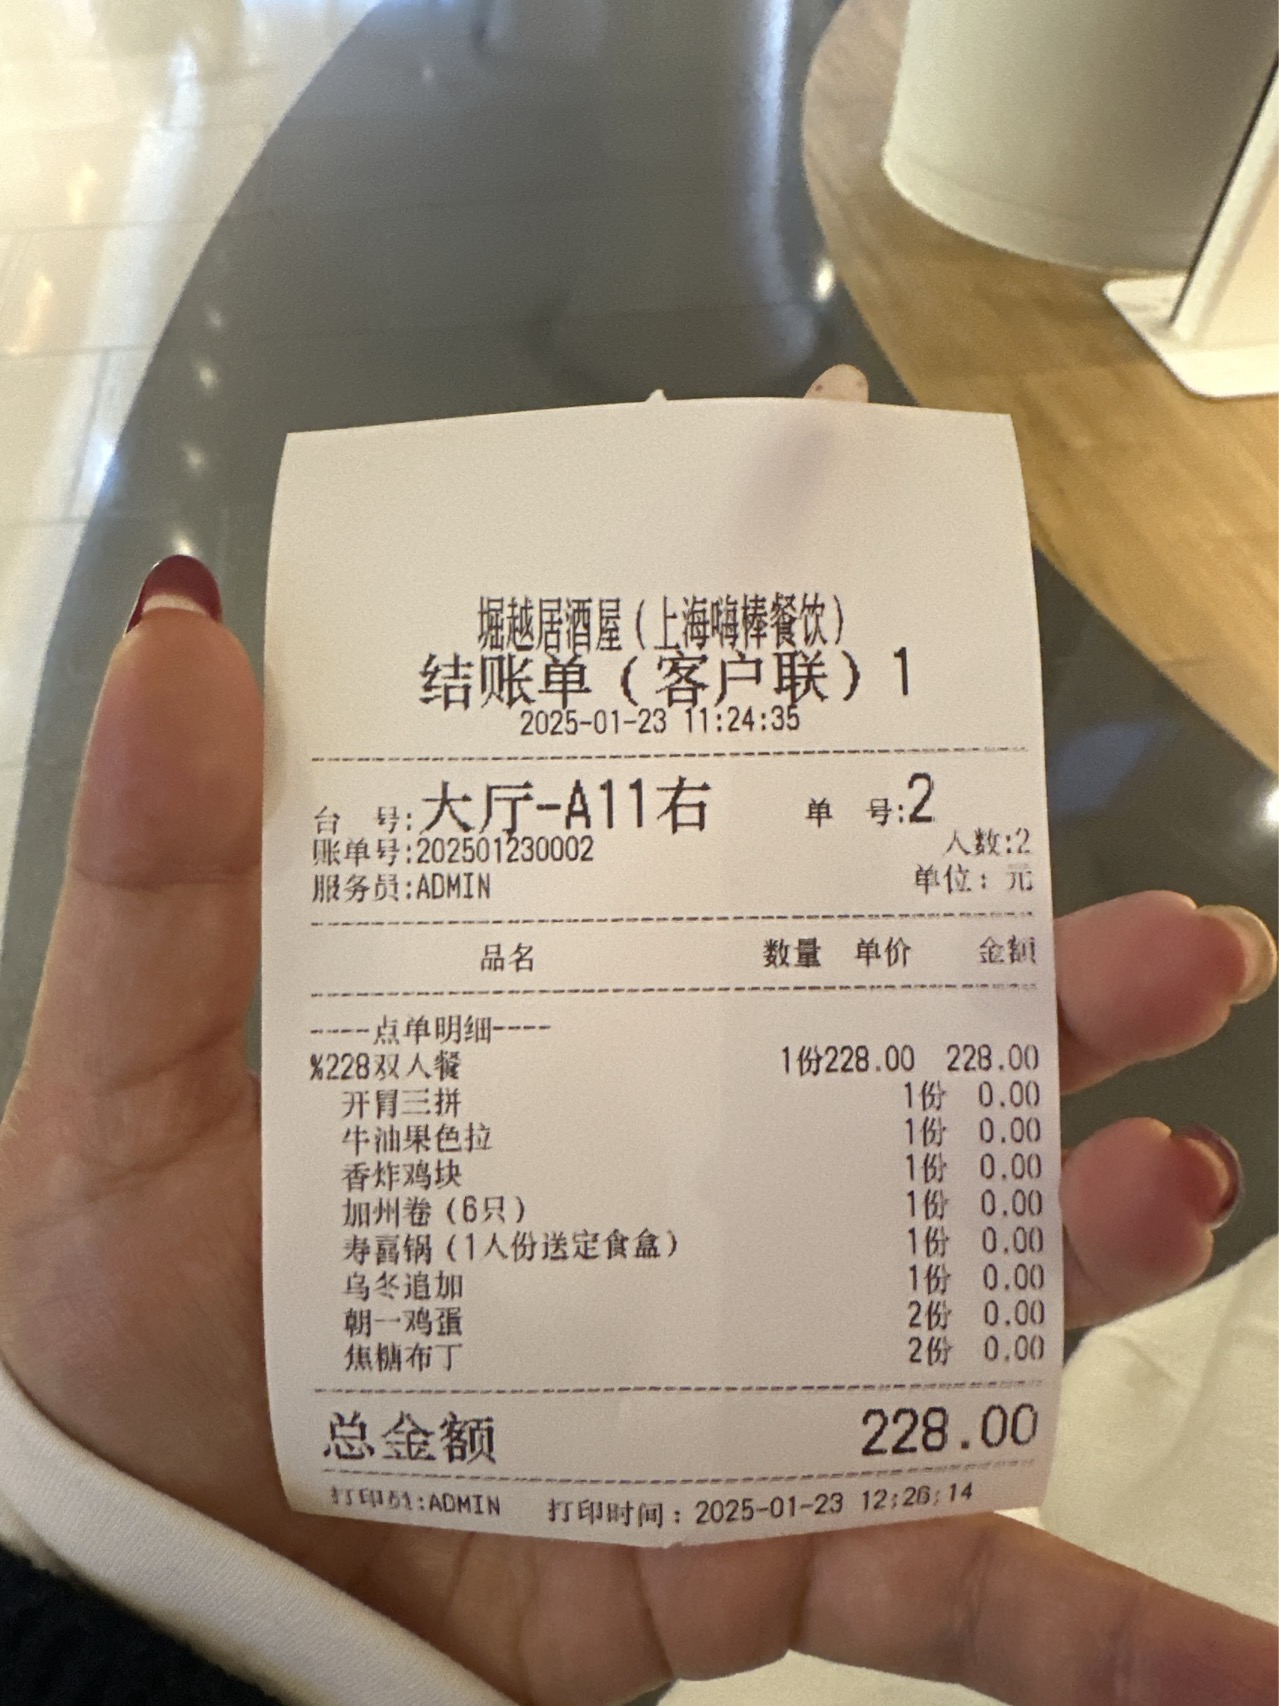 堀越居酒屋(上海嗨棒餐饮)
结账单(客户联)1
2025-01-23 11:24:35
台 号:大厅-A11右 单 号:2
账单号:202501230002 人数:2
服务员:ADMIN 单位:元
品名 数量 单价 金额
----点单明细----
%228双人餐 1份228.00 228.00
开胃三拼 1份 0.00
牛油果色拉 1份 0.00
香炸鸡块 1份 0.00
加州卷(6只) 1份 0.00
寿喜锅(1人份送定食盒) 1份 0.00
乌冬追加 1份 0.00
朝一鸡蛋 2份 0.00
焦糖布丁 2份 0.00
总金额 228.00
打印员:ADMIN 打印时间:2025-01-23 12:26:14